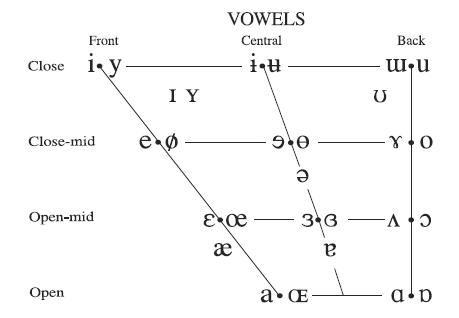 VOWELS
Front Central Back
Close i y ɨ ʉ ɯ u
ɪ ʏ ʊ
Close-mid e ø ɘ ɵ ɤ o
ə
Open-mid ɛ œ ɜ ɞ ʌ ɔ
æ ɐ
Open a ɶ ɑ ɒ